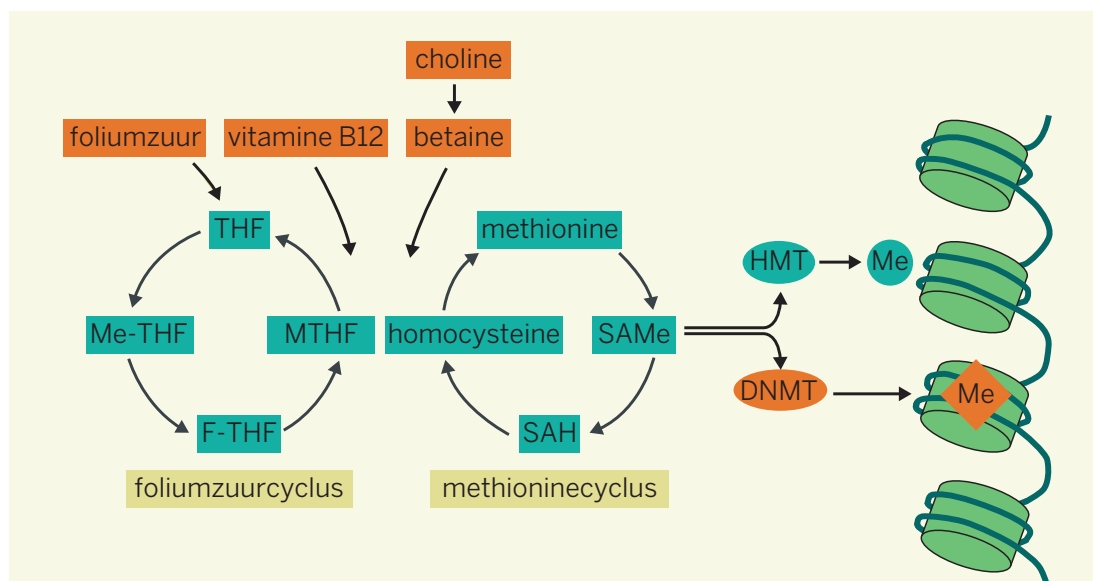 choline
foliumzuur
vitamine B12
betaine
THF
methionine
HMT
Me
Me-THF
MTHF
homocysteine
SAMe
DNMT
Me
F-THF
SAH
foliumzuurcyclus
methioninecyclus